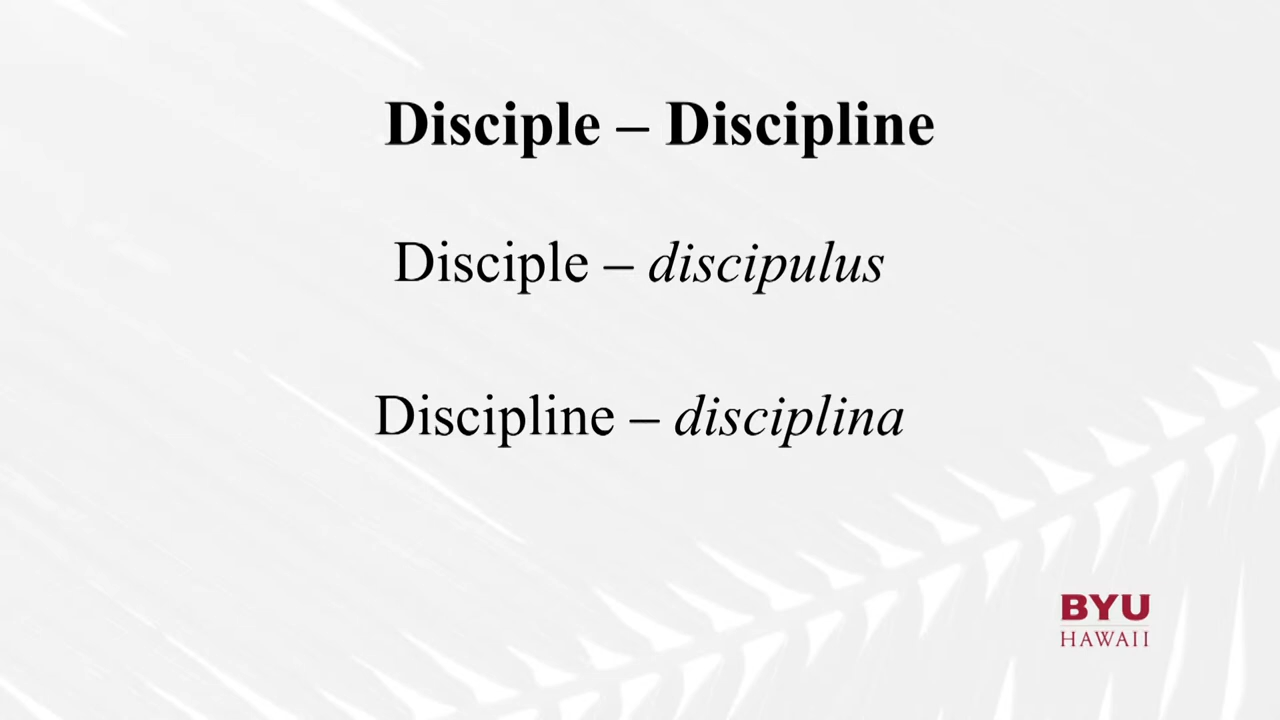 Disciple – Discipline
Disciple – discipulus
Discipline – disciplina
BYU
HAWAII